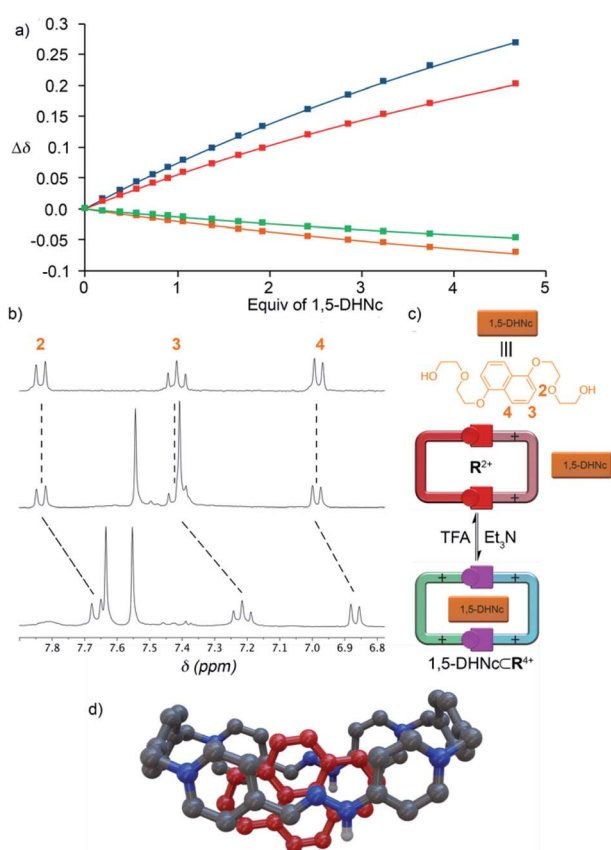 a)
0.3
0.25
0.2
0.15
Δδ
0.1
0.05
0.0
-0.05
-0.1
0
1
2
3
4
5
Equiv of 1,5-DHNc
b)
2
3
4
7.8
7.7
7.6
7.5
7.4
7.3
7.2
7.1
7.0
6.9
6.8
δ (ppm)
c)
1,5-DHNc
HO
O
O
2
O
OH
4
3
O
R2+
+
+
1,5-DHNc
TFA
Et3N
+
+
1,5-DHNc
+
+
1,5-DHNc⊂R4+
d)